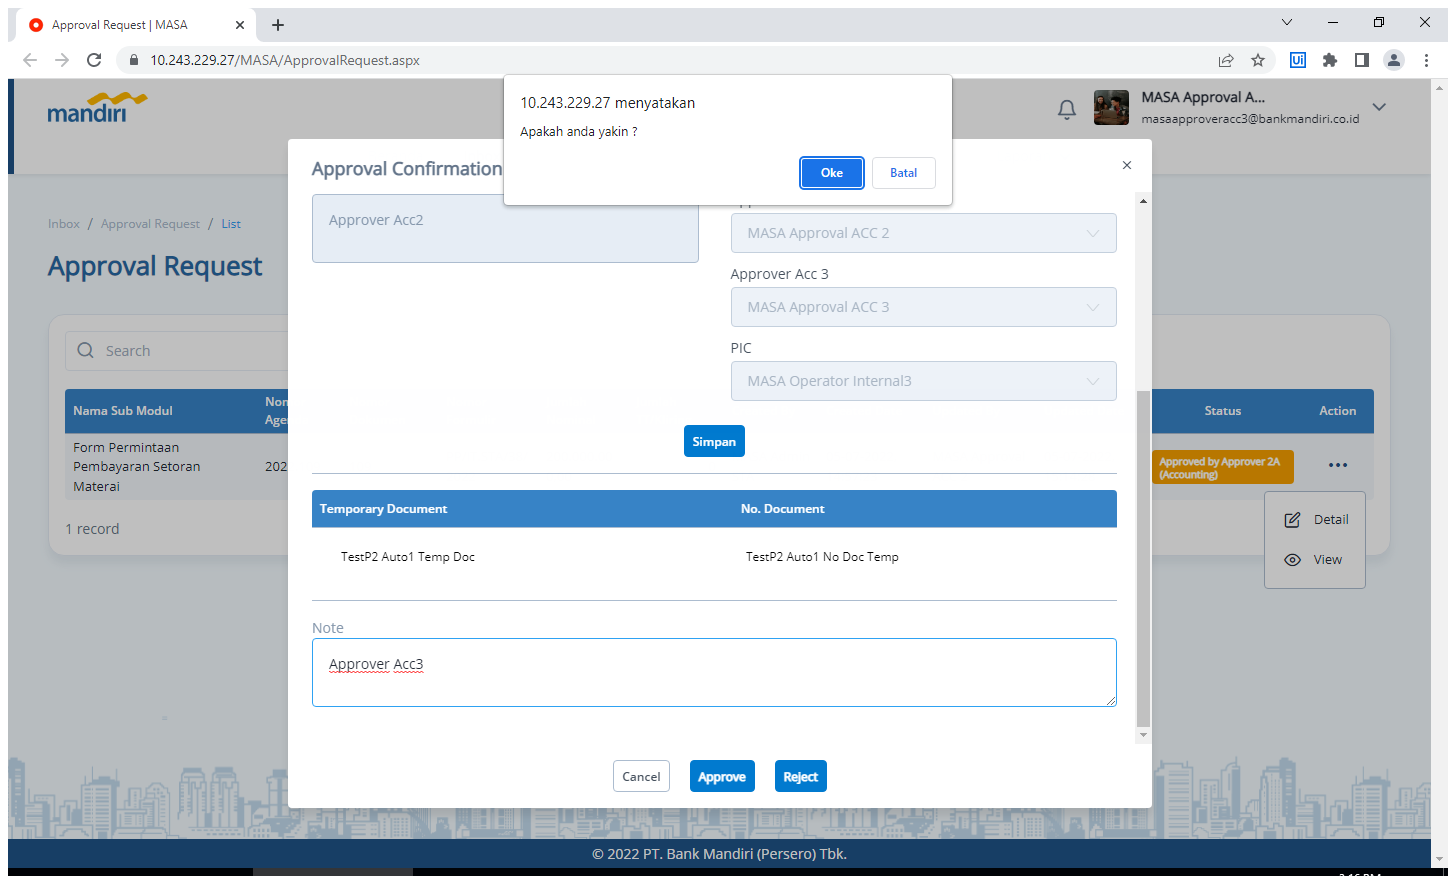 Approval Request | MASA
10.243.229.27/MASA/ApprovalRequest.aspx
Ui
10.243.229.27 menyatakan
Apakah anda yakin ?
Oke
Batal
mandiri
MASA Approval A...
masaapproveracc3@bankmandiri.co.id
Inbox / Approval Request / List
Approval Request
Search
Nama Sub Modul
Status
Action
Form Permintaan
Pembayaran Setoran
Materai
202
Approved by Approver 2A
(Accounting)
1 record
Detail
View
Approval Confirmation
Approver Acc2
MASA Approval ACC 2
Approver Acc 3
MASA Approval ACC 3
PIC
MASA Operator Internal3
Simpan
Temporary Document
No. Document
TestP2 Auto1 Temp Doc
TestP2 Auto1 No Doc Temp
Note
Approver Acc3
Cancel
Approve
Reject
© 2022 PT. Bank Mandiri (Persero) Tbk.